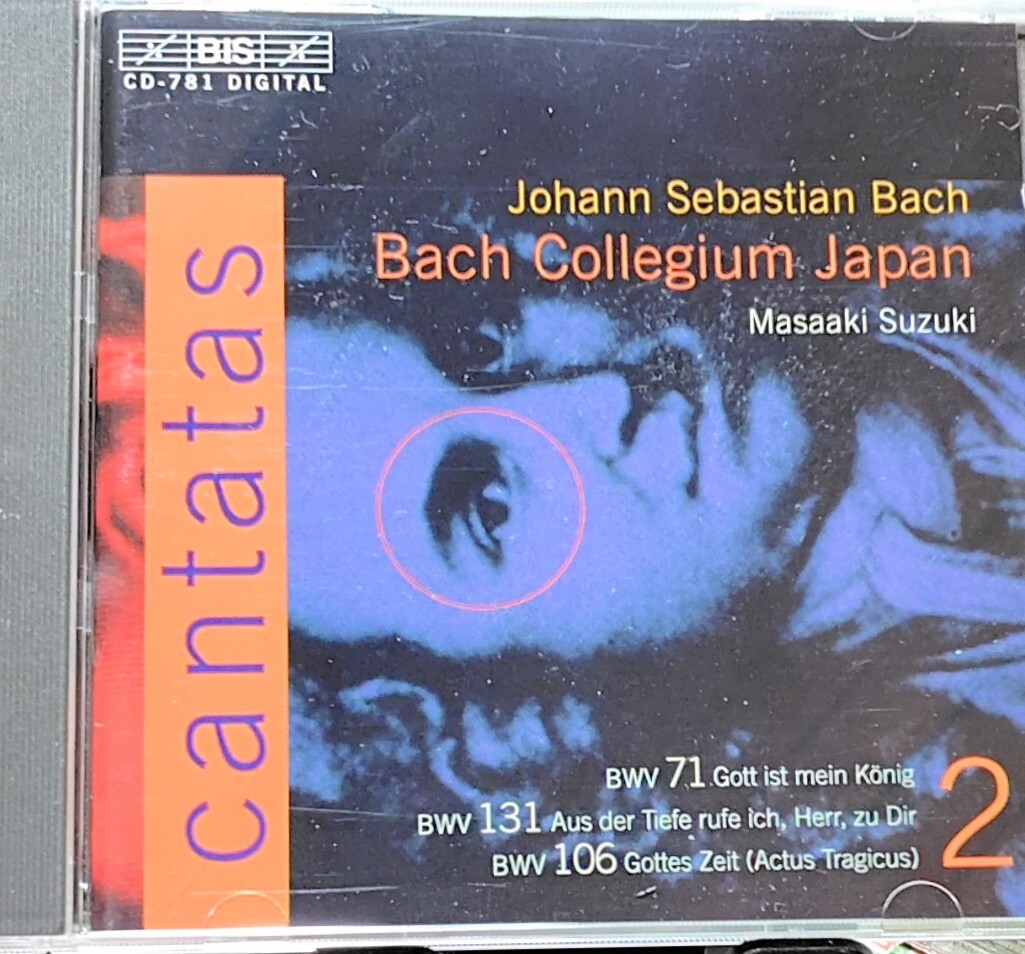 BIS
CD-781 DIGITAL
Johann Sebastian Bach
Bach Collegium Japan
Masaaki Suzuki
cantatas
BWV 71 Gott ist mein König
BWV 131 Aus der Tiefe rufe ich, Herr, zu Dir
BWV 106 Gottes Zeit (Actus Tragicus)
2